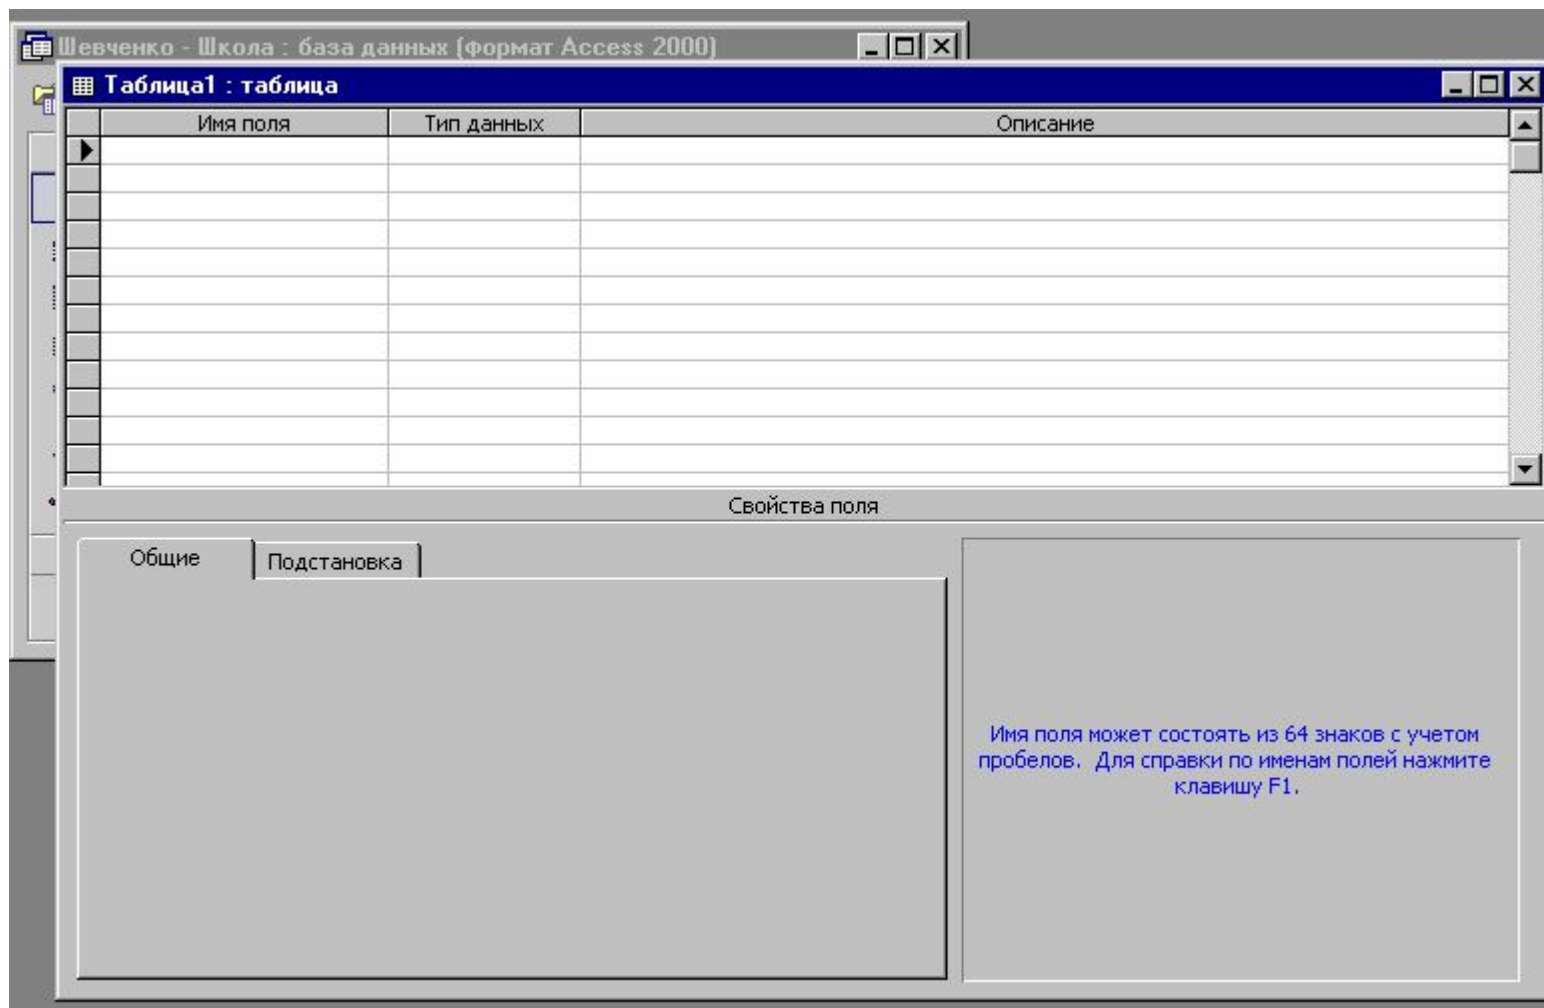 Шевченко - Школа : база данных (формат Access 2000)
Таблица1 : таблица
Имя поля Тип данных Описание
Свойства поля
Общие Подстановка
Имя поля может состоять из 64 знаков с учетом
пробелов. Для справки по именам полей нажмите
клавишу F1.